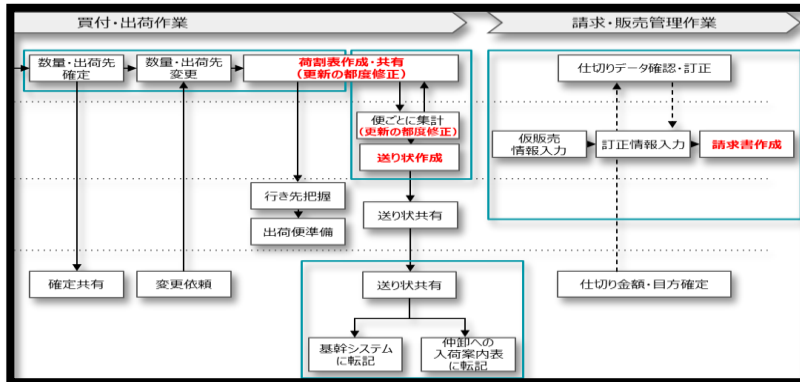 買付・出荷作業
請求・販売管理作業
数量・出荷先
確定
数量・出荷先
変更
荷割表作成・共有
(更新の都度修正)
仕切りデータ確認・訂正
便ごとに集計
(更新の都度修正)
送り状作成
仮販売
情報入力
訂正情報入力
請求書作成
行き先把握
出荷便準備
送り状共有
確定共有
変更依頼
送り状共有
仕切り金額・目方確定
基幹システム
に転記
仲卸への
入荷案内表
に転記